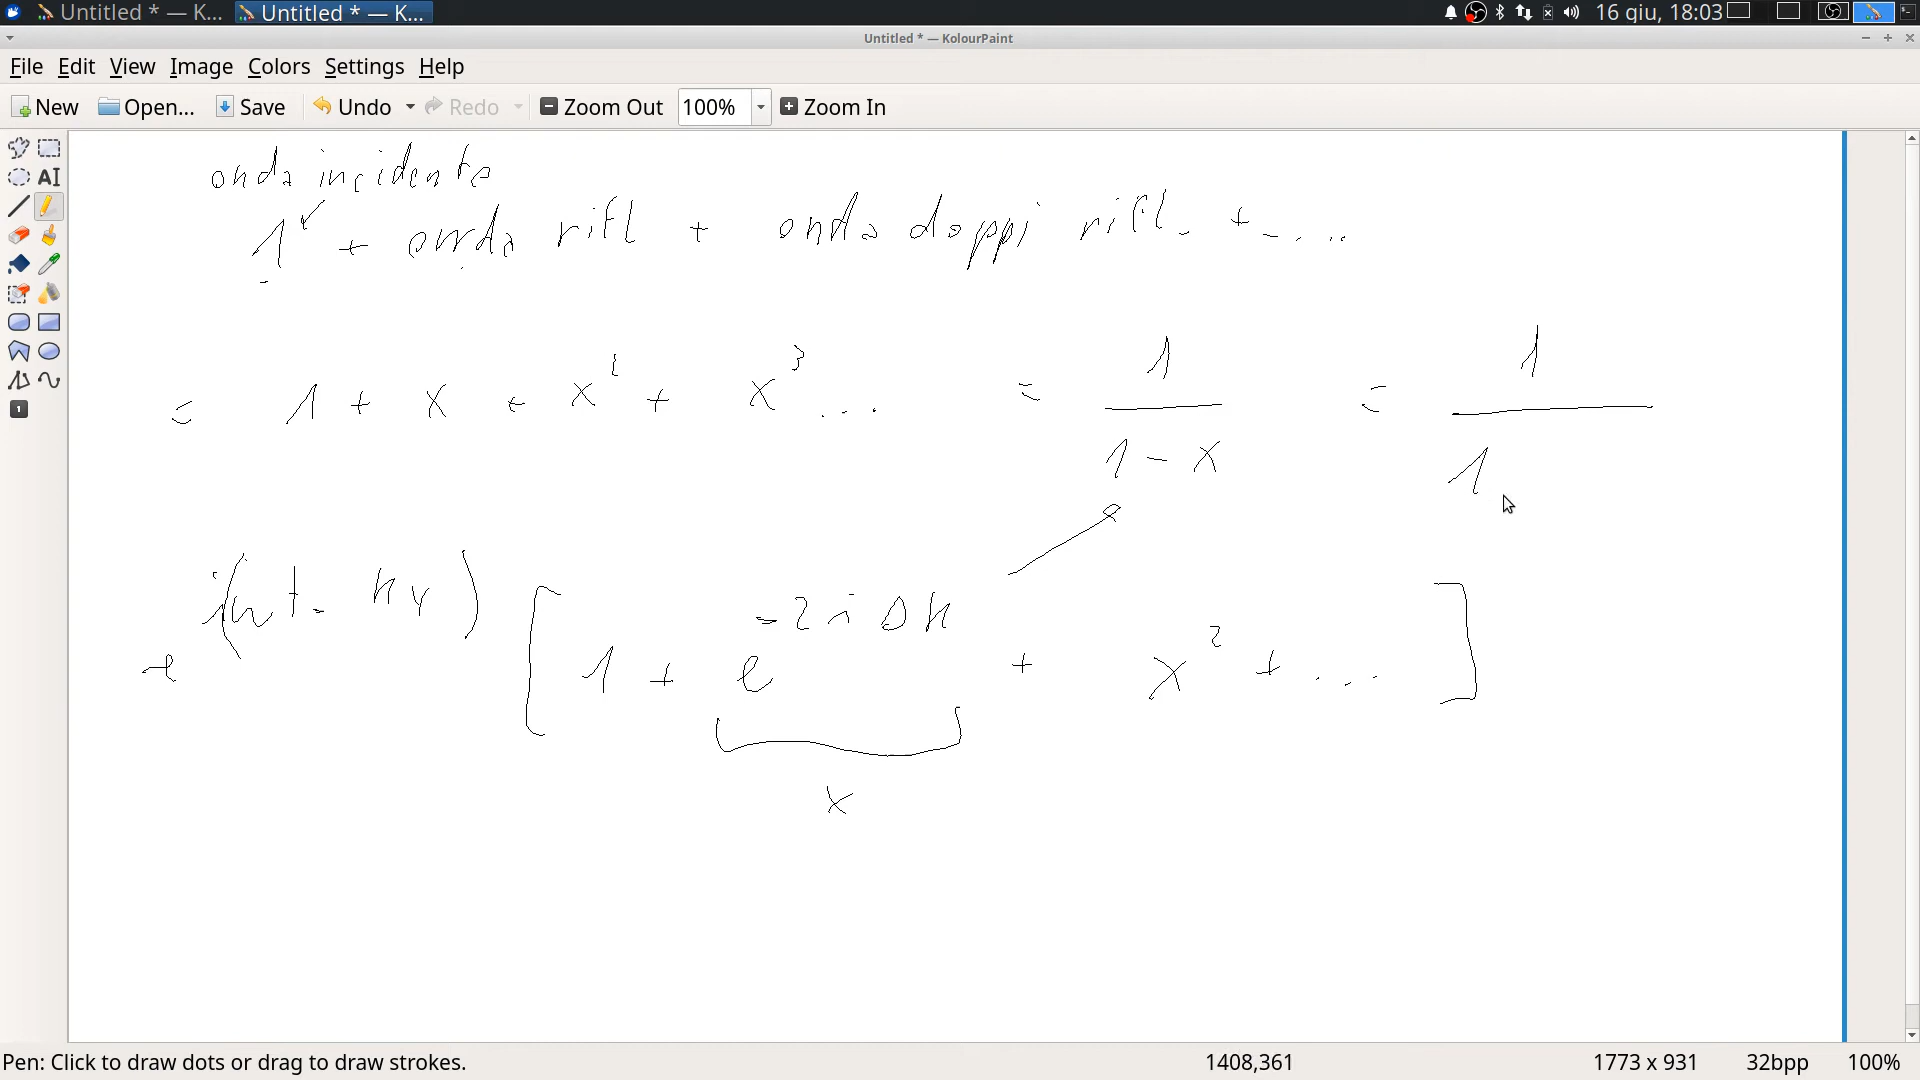 Untitled * — K...
Untitled * — K...
16 giu, 18:03
Untitled * — KolourPaint
File Edit View Image Colors Settings Help
New Open... Save Undo Redo Zoom Out 100% Zoom In
onda incidente
1 + onda rifl + onda doppi rifl. + - . . .
= 1 + x + x² + x³ ... = 1 / (1 - x) = 1 / 1
e^{i(wt - kx)} [ 1 + e^{-2iΔk} + x² + ... ]
x
Pen: Click to draw dots or drag to draw strokes.
1408,361
1773 x 931
32bpp
100%